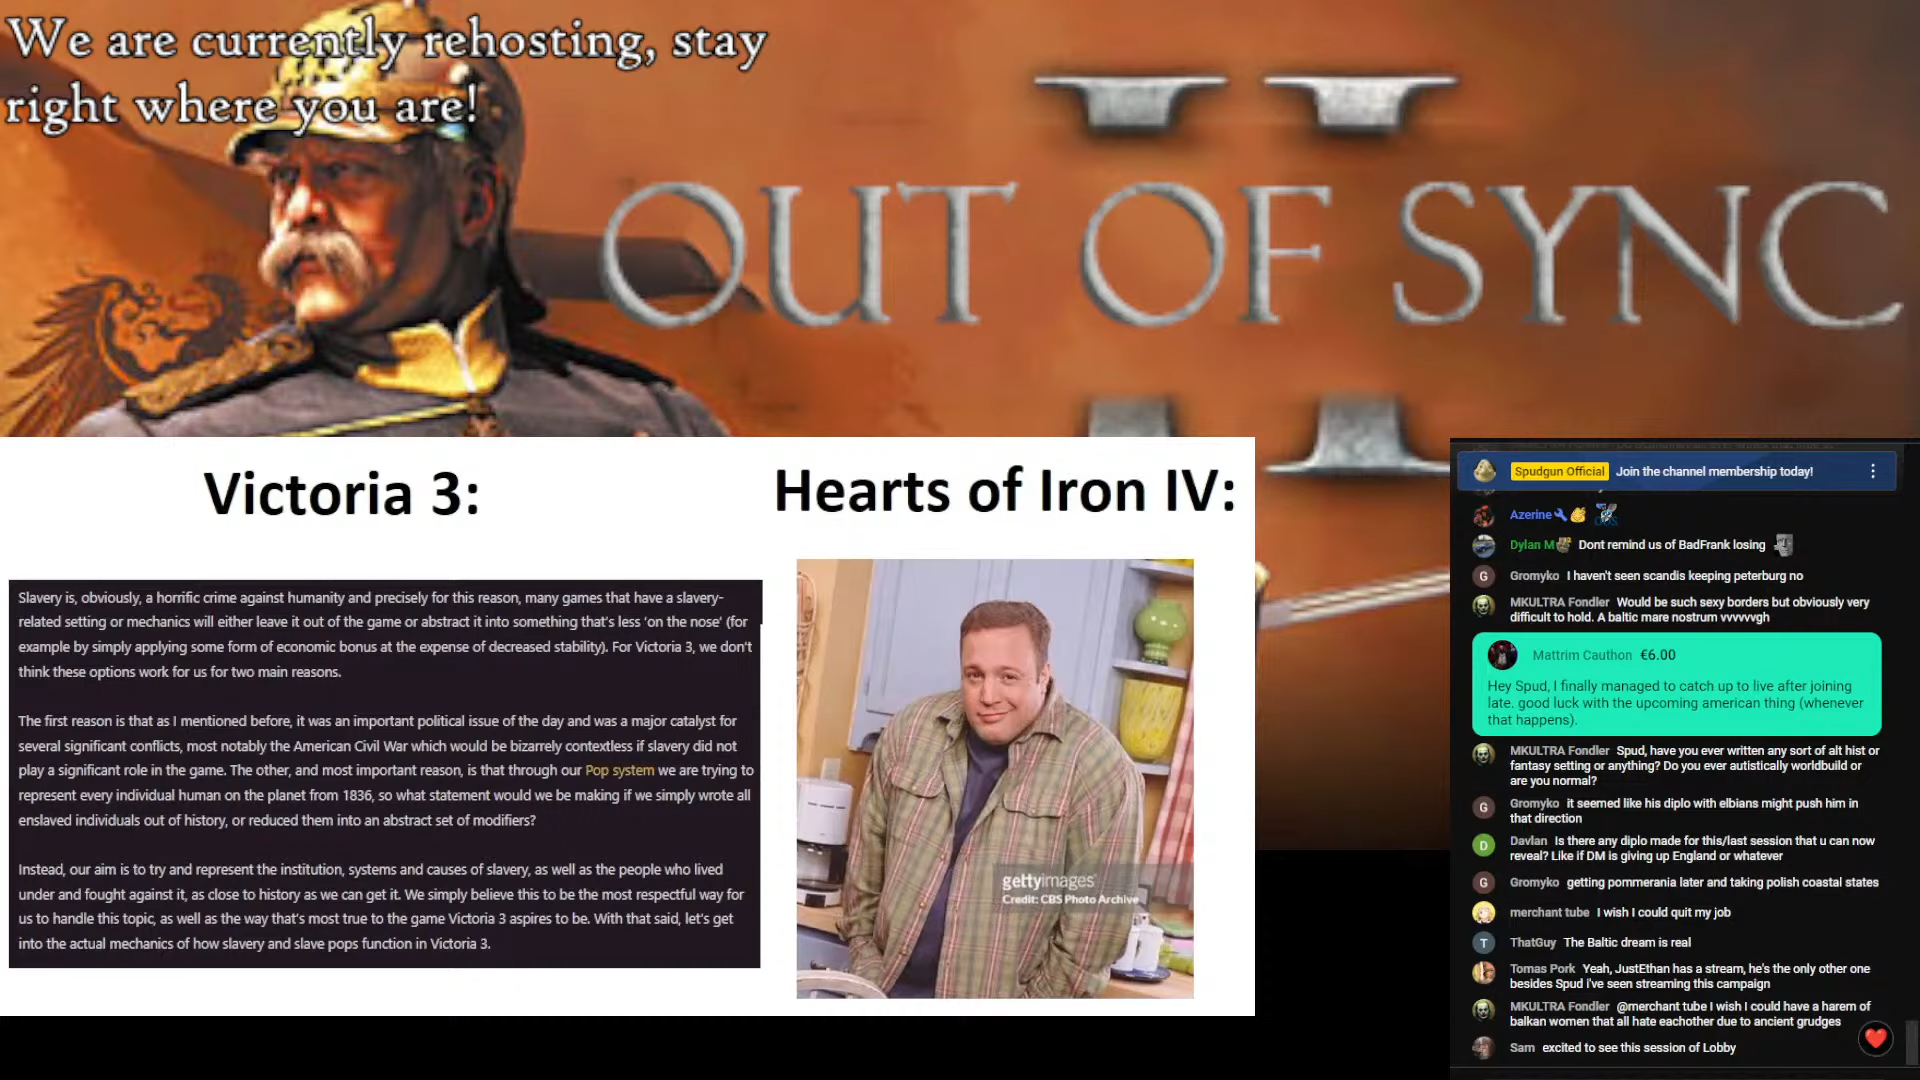 We are currently rehosting, stay
right where you are!
II
OUT OF SYNC
Victoria 3:
Slavery is, obviously, a horrific crime against humanity and precisely for this reason, many games that have a slavery-
related setting or mechanics will either leave it out of the game or abstract it into something that's less 'on the nose' (for
example by simply applying some form of economic bonus at the expense of decreased stability). For Victoria 3, we don't
think these options work for us for two main reasons.
The first reason is that as I mentioned before, it was an important political issue of the day and was a major catalyst for
several significant conflicts, most notably the American Civil War which would be bizarrely contextless if slavery did not
play a significant role in the game. The other, and most important reason, is that through our Pop system we are trying to
represent every individual human on the planet from 1836, so what statement would we be making if we simply wrote all
enslaved individuals out of history, or reduced them into an abstract set of modifiers?
Instead, our aim is to try and represent the institution, systems and causes of slavery, as well as the people who lived
under and fought against it, as close to history as we can get it. We simply believe this to be the most respectful way for
us to handle this topic, as well as the way that's most true to the game Victoria 3 aspires to be. With that said, let's get
into the actual mechanics of how slavery and slave pops function in Victoria 3.
Hearts of Iron IV:
gettyimages
Credit: CBS Photo Archive
Spudgun Official Join the channel membership today!
Azerine
Dylan M Dont remind us of BadFrank losing
G Gromyko I haven't seen scandis keeping peterburg no
MKULTRA Fondler Would be such sexy borders but obviously very
difficult to hold. A baltic mare nostrum vvvvvvgh
Mattrim Cauthon €6.00
Hey Spud, I finally managed to catch up to live after joining
late. good luck with the upcoming american thing (whenever
that happens).
MKULTRA Fondler Spud, have you ever written any sort of alt hist or
fantasy setting or anything? Do you ever autistically worldbuild or
are you normal?
G Gromyko it seemed like his diplo with elbians might push him in
that direction
D Davlan Is there any diplo made for this/last session that u can now
reveal? Like if DM is giving up England or whatever
G Gromyko getting pommerania later and taking polish coastal states
merchant tube I wish I could quit my job
T ThatGuy The Baltic dream is real
Tomas Pork Yeah, JustEthan has a stream, he's the only other one
besides Spud i've seen streaming this campaign
MKULTRA Fondler @merchant tube I wish I could have a harem of
balkan women that all hate eachother due to ancient grudges
Sam excited to see this session of Lobby